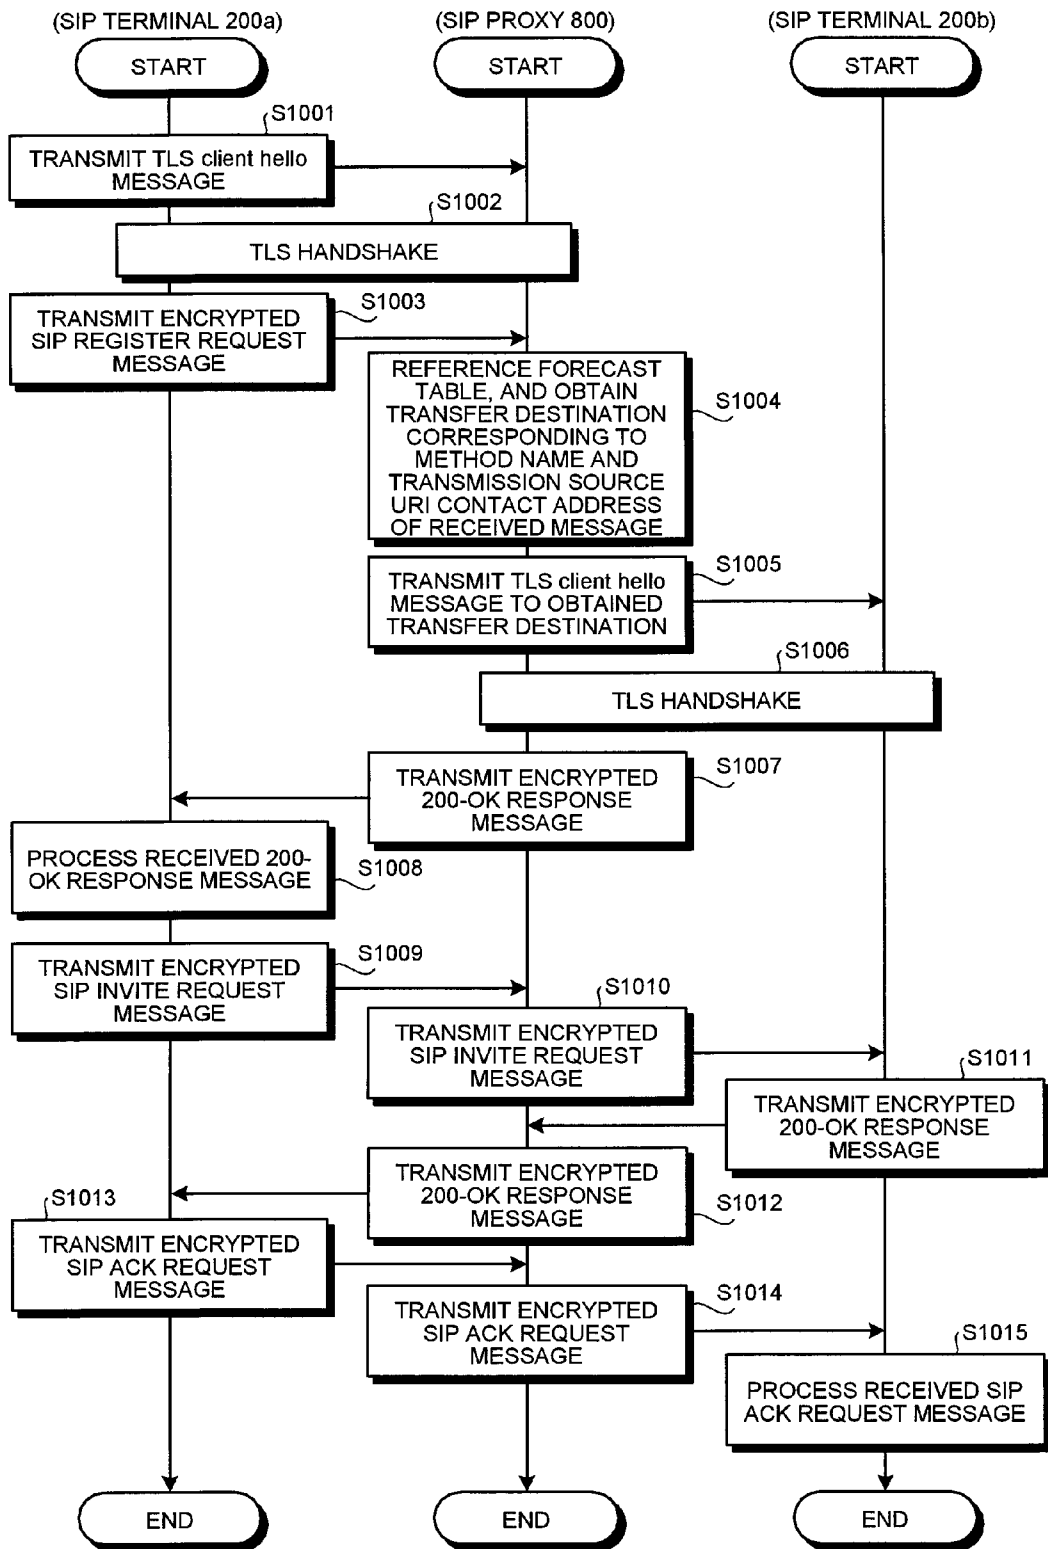 (SIP TERMINAL 200a)
(SIP PROXY 800)
(SIP TERMINAL 200b)
START
START
START
S1001
TRANSMIT TLS client hello
MESSAGE
S1002
TLS HANDSHAKE
S1003
TRANSMIT ENCRYPTED
SIP REGISTER REQUEST
MESSAGE
S1004
REFERENCE FORECAST
TABLE, AND OBTAIN
TRANSFER DESTINATION
CORRESPONDING TO
METHOD NAME AND
TRANSMISSION SOURCE
URI CONTACT ADDRESS
OF RECEIVED MESSAGE
S1005
TRANSMIT TLS client hello
MESSAGE TO OBTAINED
TRANSFER DESTINATION
S1006
TLS HANDSHAKE
S1007
TRANSMIT ENCRYPTED
200-OK RESPONSE
MESSAGE
PROCESS RECEIVED 200-
OK RESPONSE MESSAGE
S1008
S1009
TRANSMIT ENCRYPTED
SIP INVITE REQUEST
MESSAGE
S1010
TRANSMIT ENCRYPTED
SIP INVITE REQUEST
MESSAGE
S1011
TRANSMIT ENCRYPTED
200-OK RESPONSE
MESSAGE
TRANSMIT ENCRYPTED
200-OK RESPONSE
MESSAGE
S1012
S1013
TRANSMIT ENCRYPTED
SIP ACK REQUEST
MESSAGE
S1014
TRANSMIT ENCRYPTED
SIP ACK REQUEST
MESSAGE
S1015
PROCESS RECEIVED SIP
ACK REQUEST MESSAGE
END
END
END